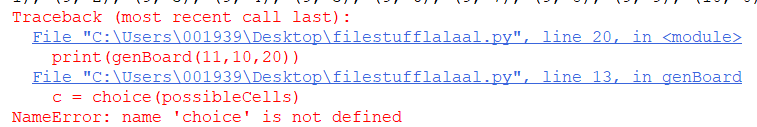 Traceback (most recent call last):
File "C:\Users\001939\Desktop\filestufflalaal.py", line 20, in <module>
print(genBoard(11,10,20))
File "C:\Users\001939\Desktop\filestufflalaal.py", line 13, in genBoard
c = choice(possibleCells)
NameError: name 'choice' is not defined